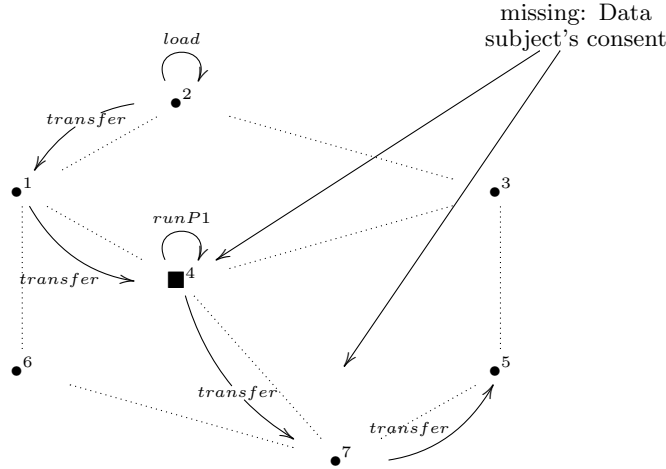 missing: Data
subject's consent
load
2
transfer
1
3
runP1
4
transfer
6
5
transfer
transfer
7